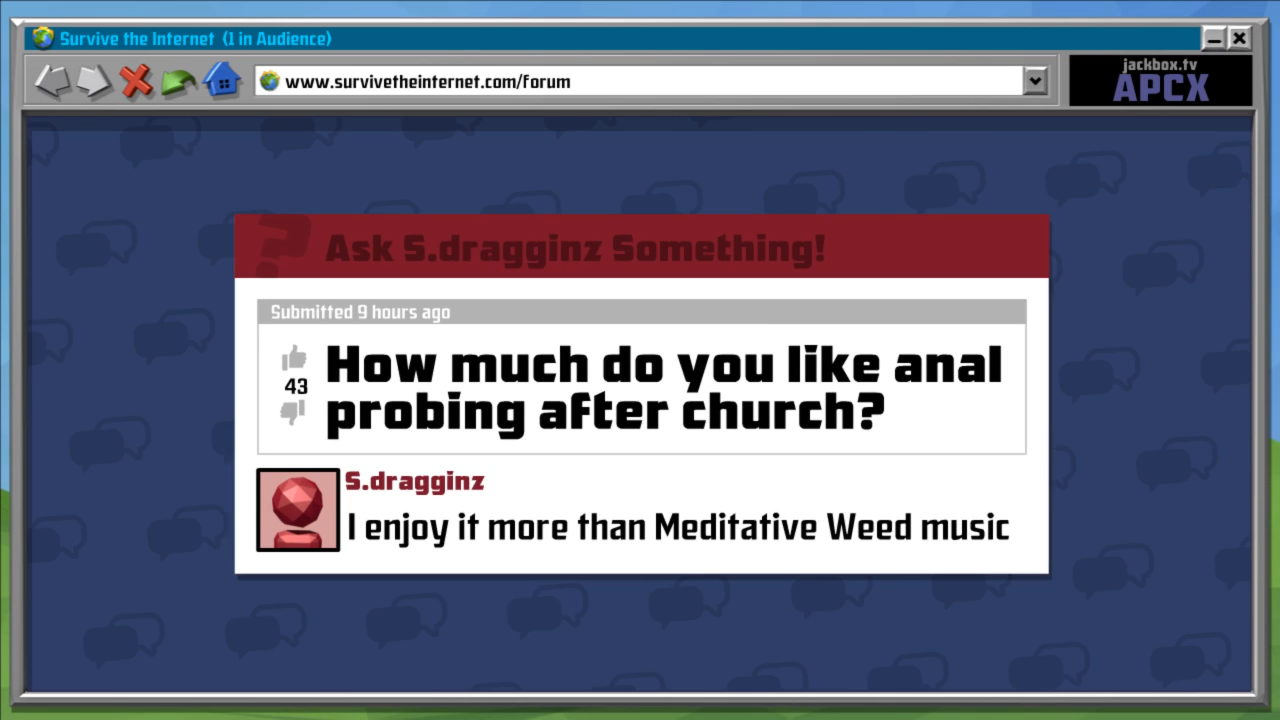 Survive the Internet (1 in Audience)
www.survivetheinternet.com/forum
jackbox.tv
APCX
Ask S.dragginz Something!
Submitted 9 hours ago
How much do you like anal
43
probing after church?
S.dragginz
I enjoy it more than Meditative Weed music